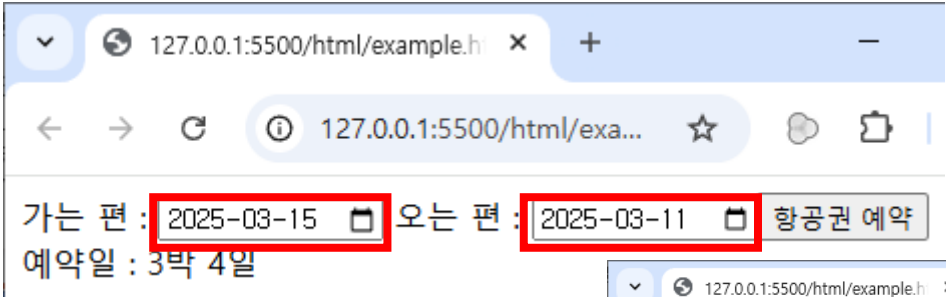 127.0.0.1:5500/html/example.h
127.0.0.1:5500/html/exa...
가는 편 : 2025-03-15 오는 편 : 2025-03-11 항공권 예약
예약일 : 3박 4일
127.0.0.1:5500/html/example.h